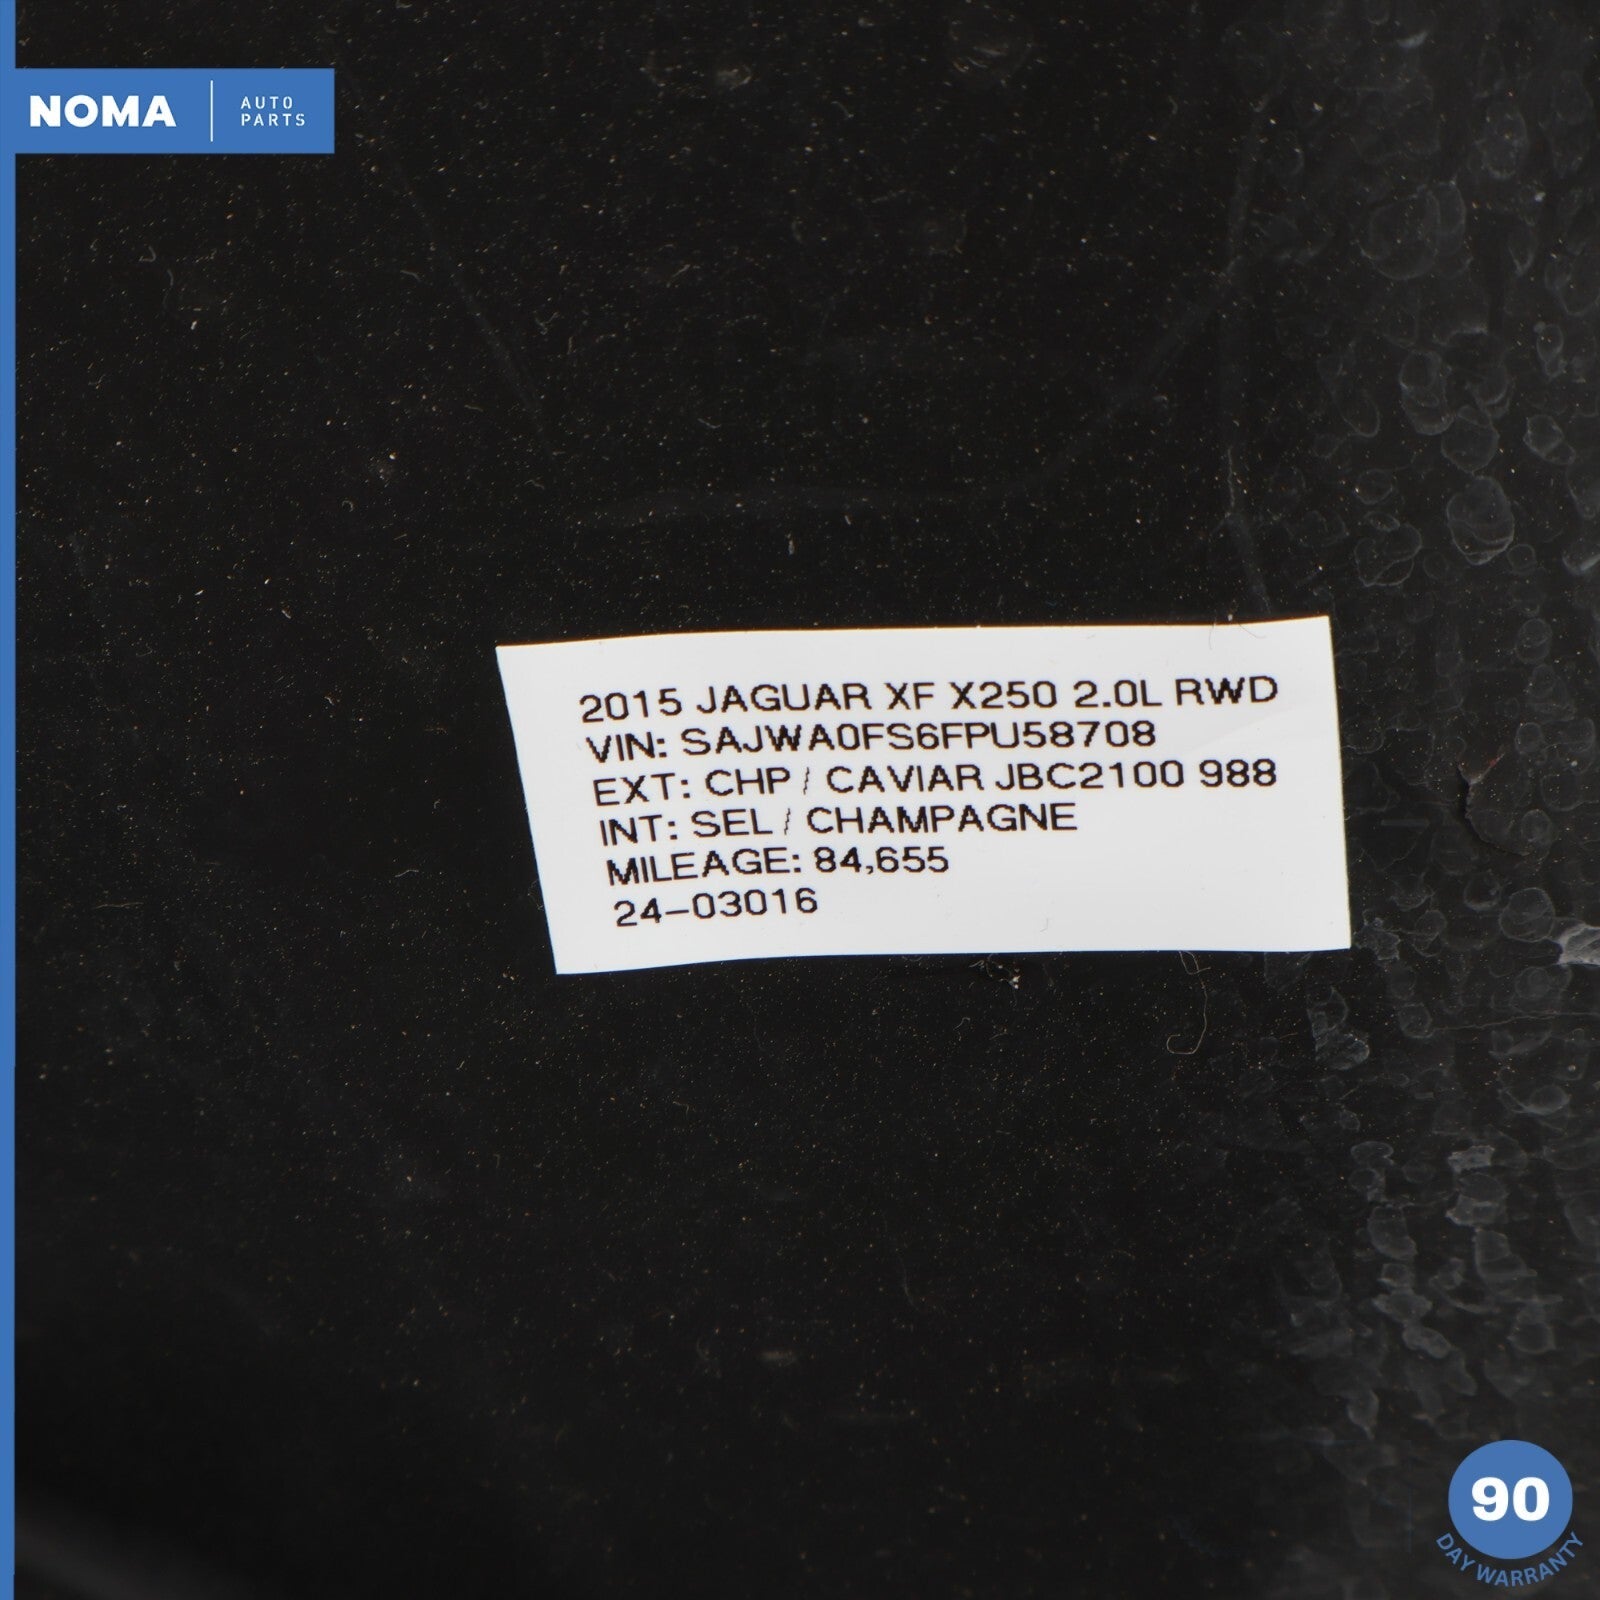 NOMA
AUTO
PARTS
2015 JAGUAR XF X250 2.0L RWD
VIN: SAJWA0FS6FPU58708
EXT: CHP / CAVIAR JBC2100 988
INT: SEL / CHAMPAGNE
MILEAGE: 84,655
24-03016
90
DAY WARRANTY